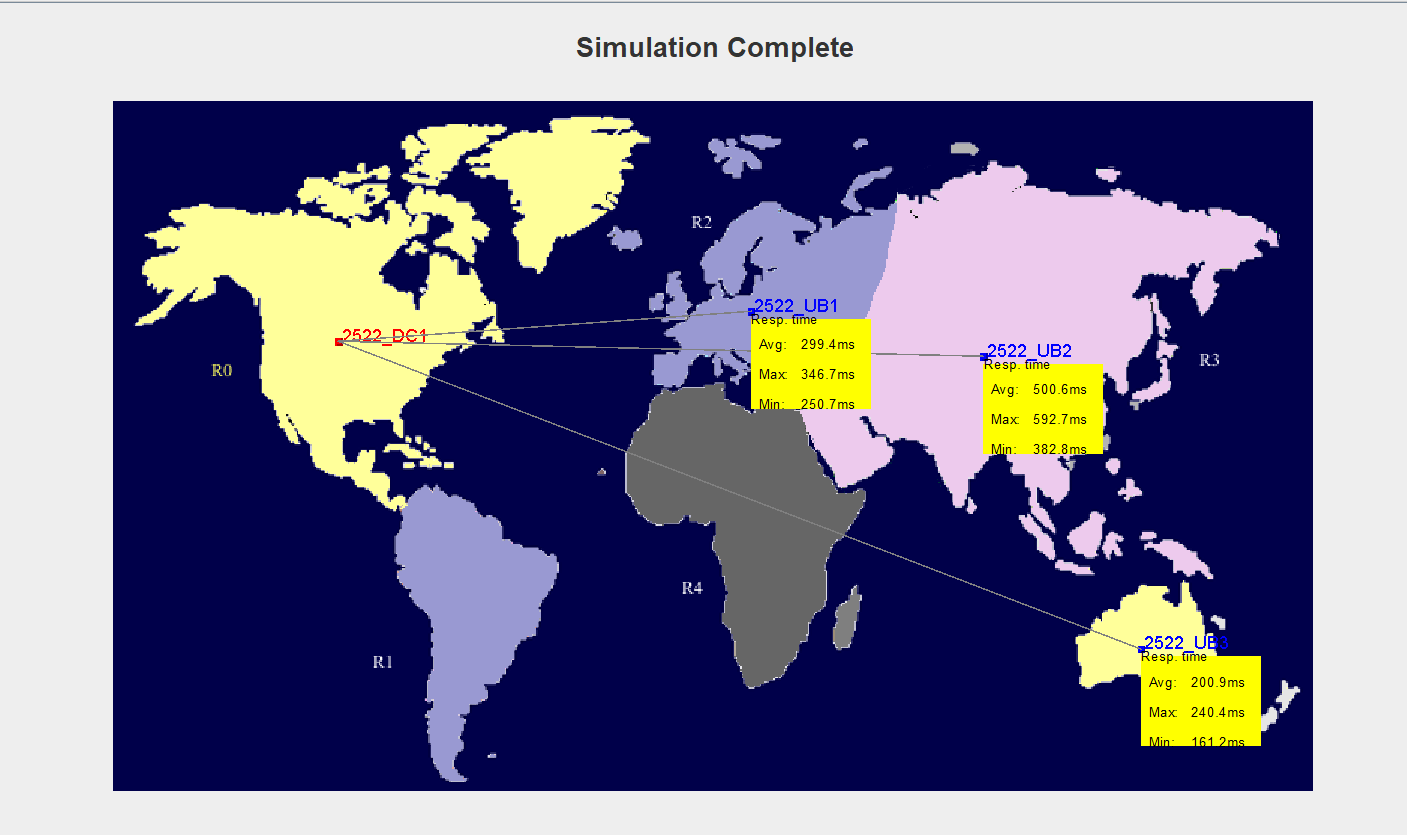 Simulation Complete
R2
2522_UB1
Resp. time
Avg: 299.4ms
Max: 346.7ms
Min: 250.7ms
2522_DC1
R0
2522_UB2
Resp. time
Avg: 500.6ms
Max: 592.7ms
Min: 382.8ms
R3
R4
R1
2522_UB3
Resp. time
Avg: 200.9ms
Max: 240.4ms
Min: 161.2ms